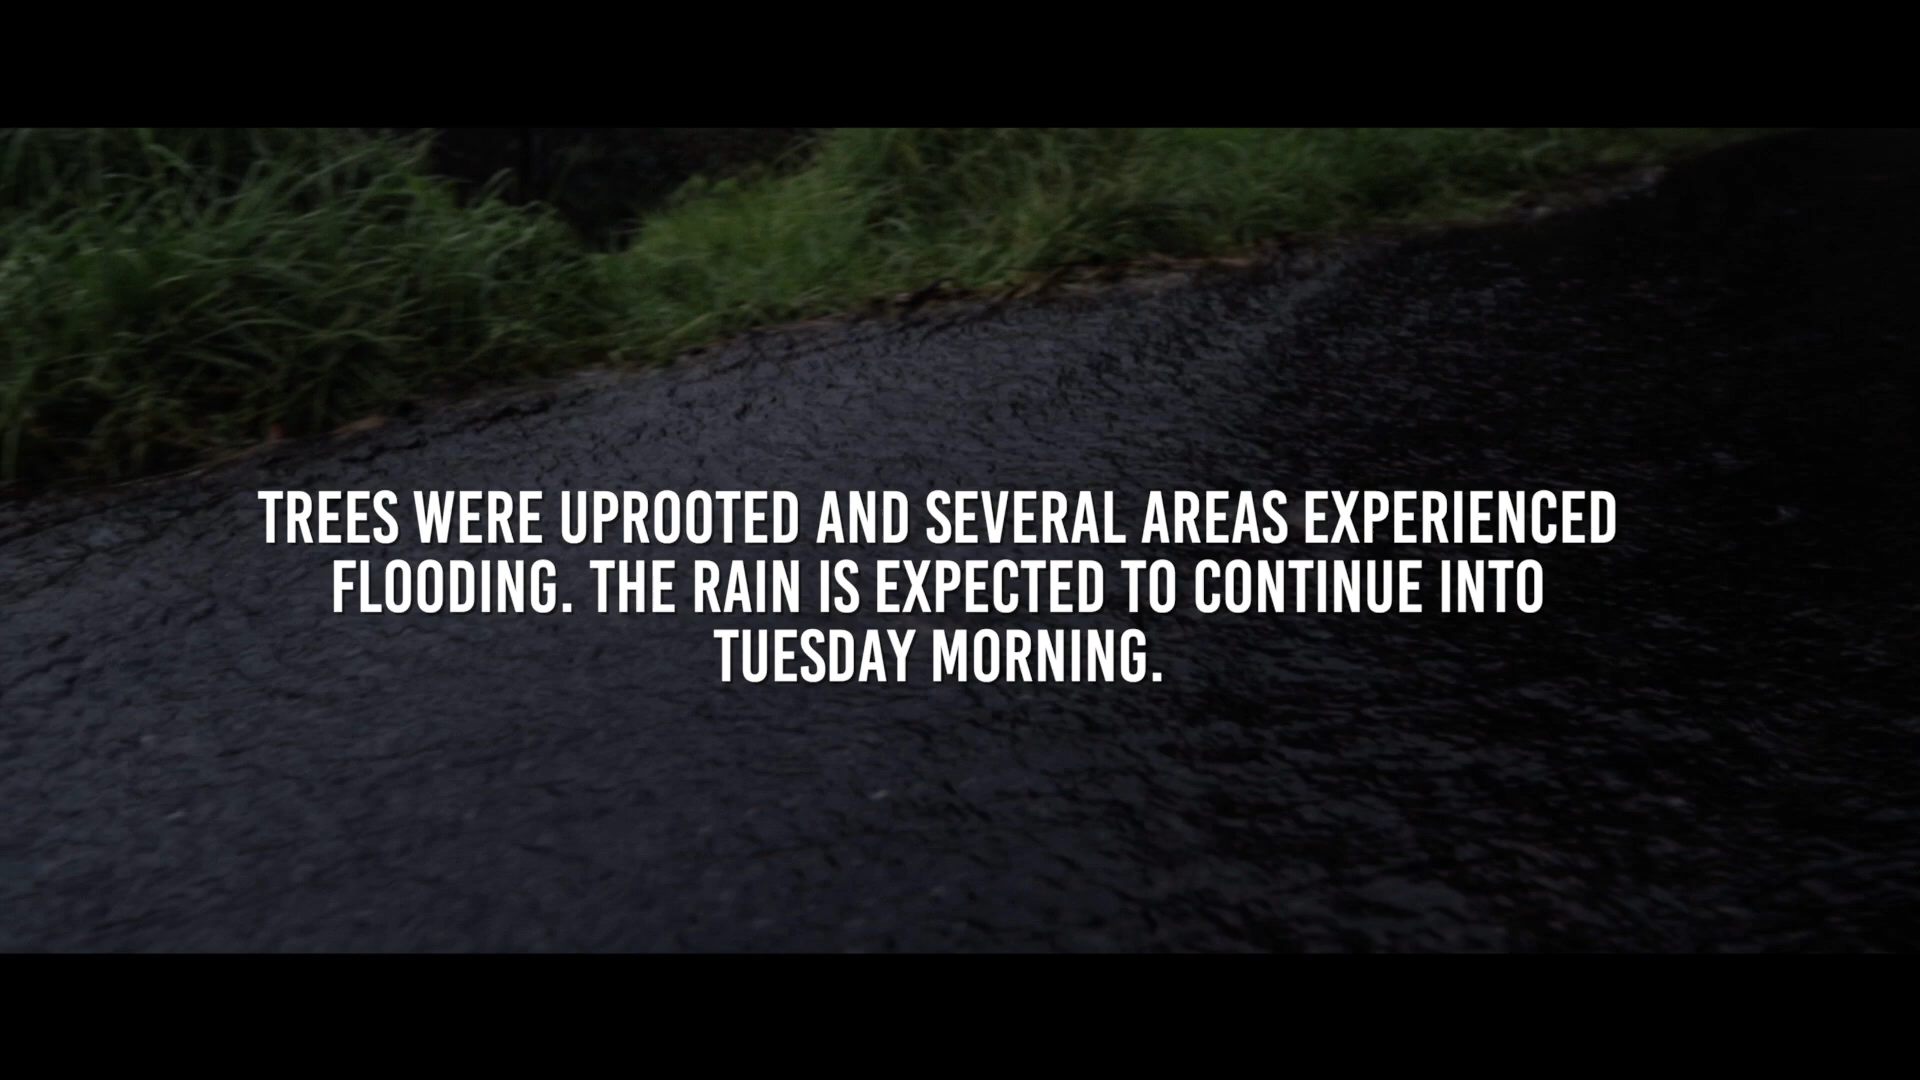 TREES WERE UPROOTED AND SEVERAL AREAS EXPERIENCED
FLOODING. THE RAIN IS EXPECTED TO CONTINUE INTO
TUESDAY MORNING.